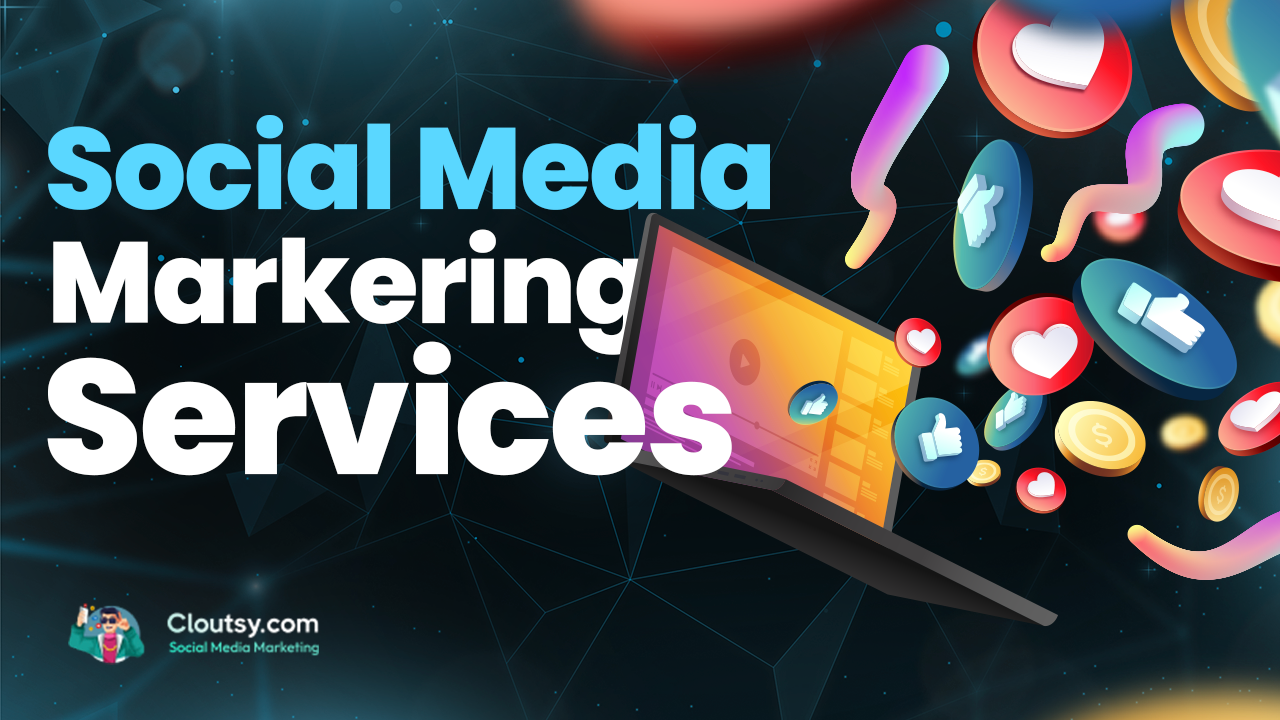 Social Media
Markering
Services
Cloutsy.com
Social Media Marketing